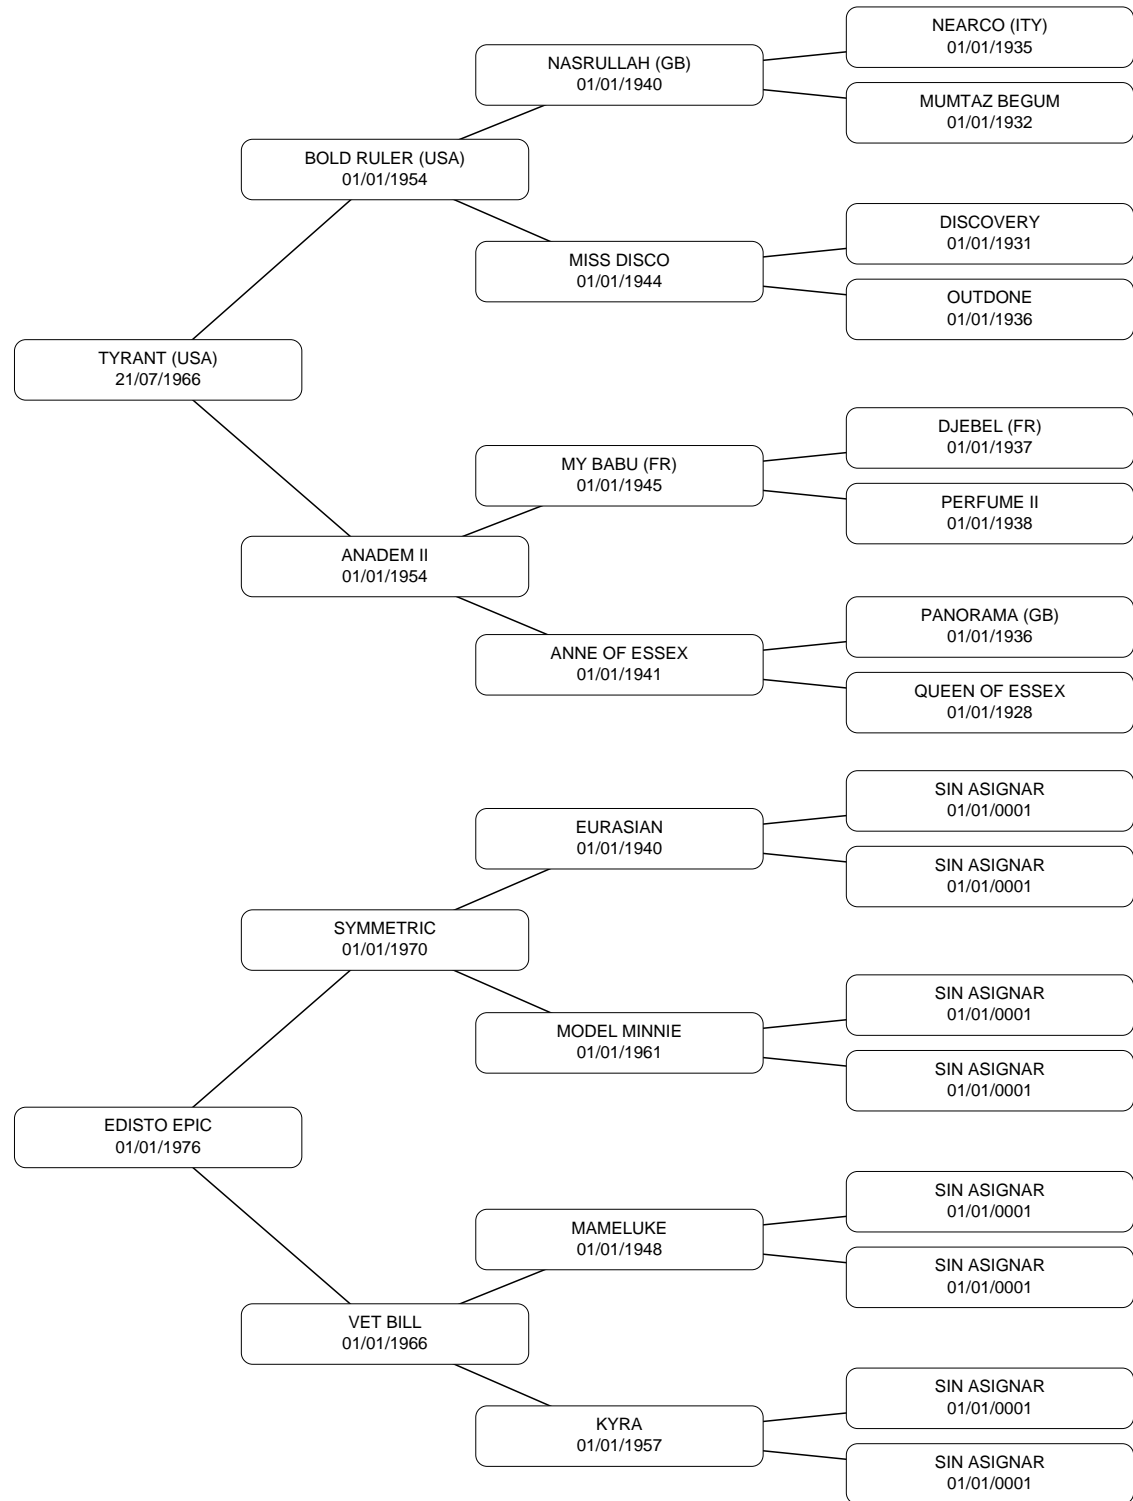 NEARCO (ITY)
01/01/1935
NASRULLAH (GB)
01/01/1940
MUMTAZ BEGUM
01/01/1932
BOLD RULER (USA)
01/01/1954
DISCOVERY
01/01/1931
MISS DISCO
01/01/1944
OUTDONE
01/01/1936
TYRANT (USA)
21/07/1966
DJEBEL (FR)
01/01/1937
MY BABU (FR)
01/01/1945
PERFUME II
01/01/1938
ANADEM II
01/01/1954
PANORAMA (GB)
01/01/1936
ANNE OF ESSEX
01/01/1941
QUEEN OF ESSEX
01/01/1928
SIN ASIGNAR
01/01/0001
EURASIAN
01/01/1940
SIN ASIGNAR
01/01/0001
SYMMETRIC
01/01/1970
SIN ASIGNAR
01/01/0001
MODEL MINNIE
01/01/1961
SIN ASIGNAR
01/01/0001
EDISTO EPIC
01/01/1976
SIN ASIGNAR
01/01/0001
MAMELUKE
01/01/1948
SIN ASIGNAR
01/01/0001
VET BILL
01/01/1966
SIN ASIGNAR
01/01/0001
KYRA
01/01/1957
SIN ASIGNAR
01/01/0001